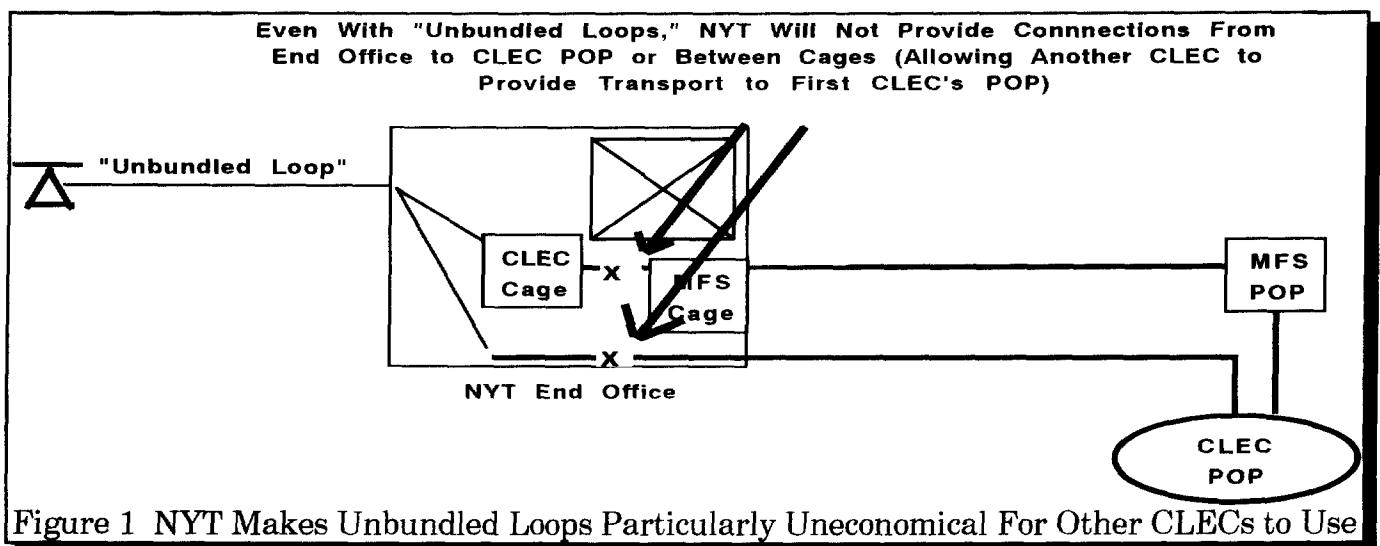 Even With "Unbundled Loops," NYT Will Not Provide Connnections From
End Office to CLEC POP or Between Cages (Allowing Another CLEC to
Provide Transport to First CLEC's POP)
"Unbundled Loop"
CLEC
Cage
X
MFS
Cage
MFS
POP
X
NYT End Office
CLEC
POP
Figure 1 NYT Makes Unbundled Loops Particularly Uneconomical For Other CLECs to Use